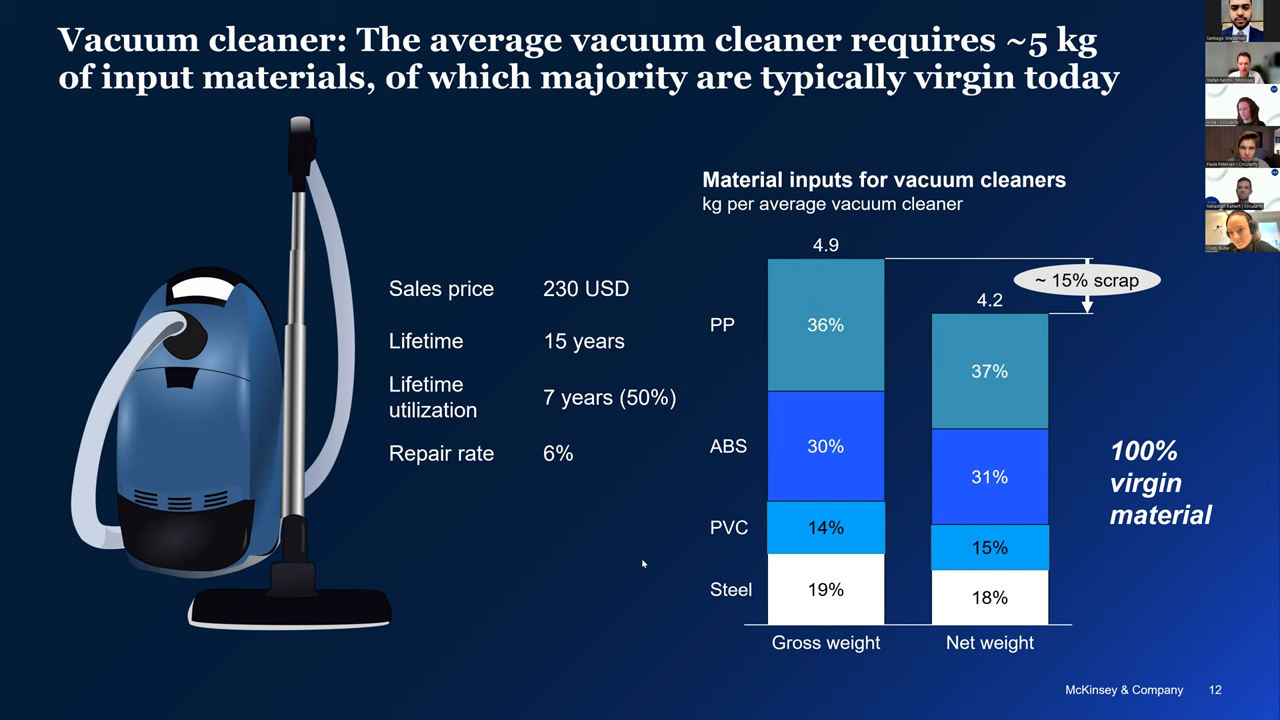 Vacuum cleaner: The average vacuum cleaner requires ~5 kg
of input materials, of which majority are typically virgin today
Sales price 230 USD
Lifetime 15 years
Lifetime
utilization 7 years (50%)
Repair rate 6%
Material inputs for vacuum cleaners
kg per average vacuum cleaner
4.9
~ 15% scrap
4.2
PP 36% 37%
ABS 30% 31%
PVC 14% 15%
Steel 19% 18%
Gross weight Net weight
100%
virgin
material
McKinsey & Company 12